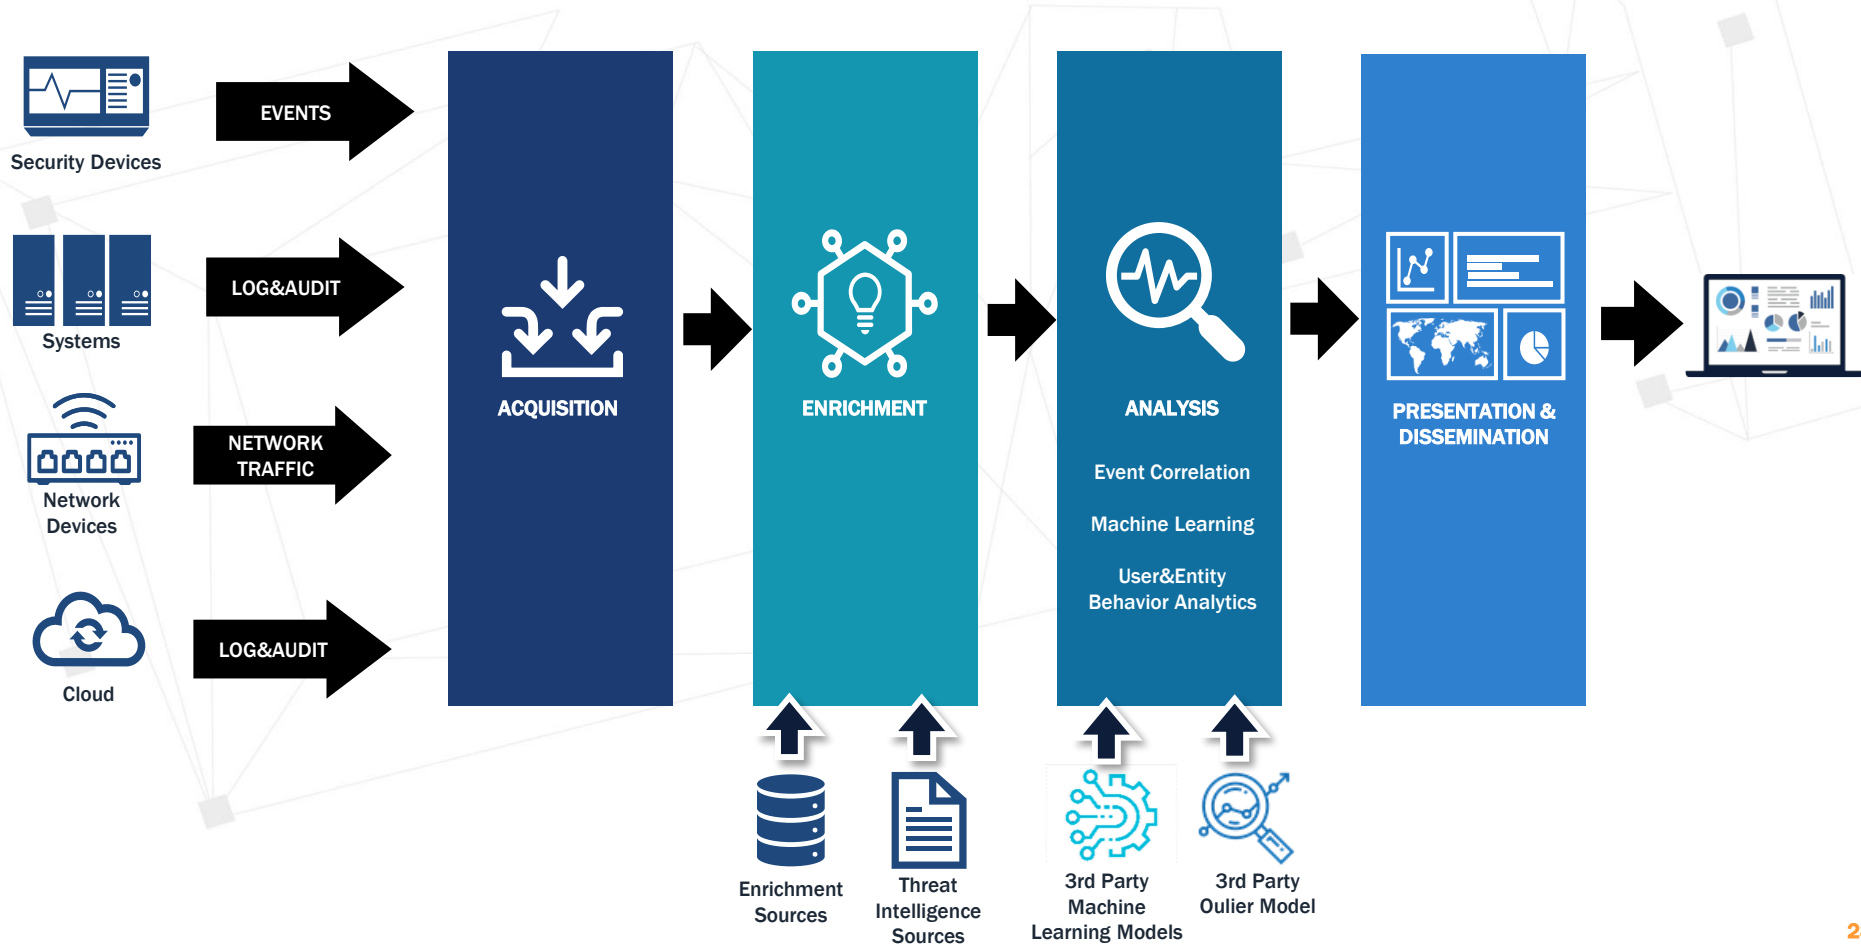 EVENTS
Security Devices
LOG&AUDIT
Systems
NETWORK
TRAFFIC
Network
Devices
LOG&AUDIT
Cloud
ACQUISITION
ENRICHMENT
ANALYSIS
Event Correlation
Machine Learning
User&Entity
Behavior Analytics
PRESENTATION &
DISSEMINATION
Enrichment
Sources
Threat
Intelligence
Sources
3rd Party
Machine
Learning Models
3rd Party
Oulier Model